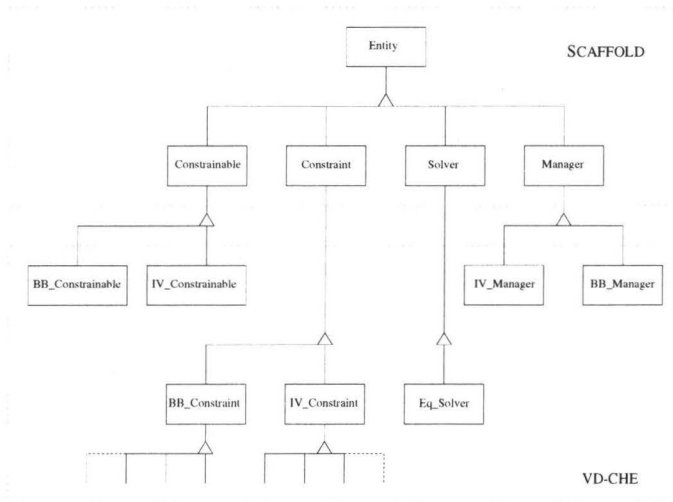 Entity
SCAFFOLD
Constrainable
Constraint
Solver
Manager
BB_Constrainable
IV_Constrainable
IV_Manager
BB_Manager
BB_Constraint
IV_Constraint
Eq_Solver
VD-CHE